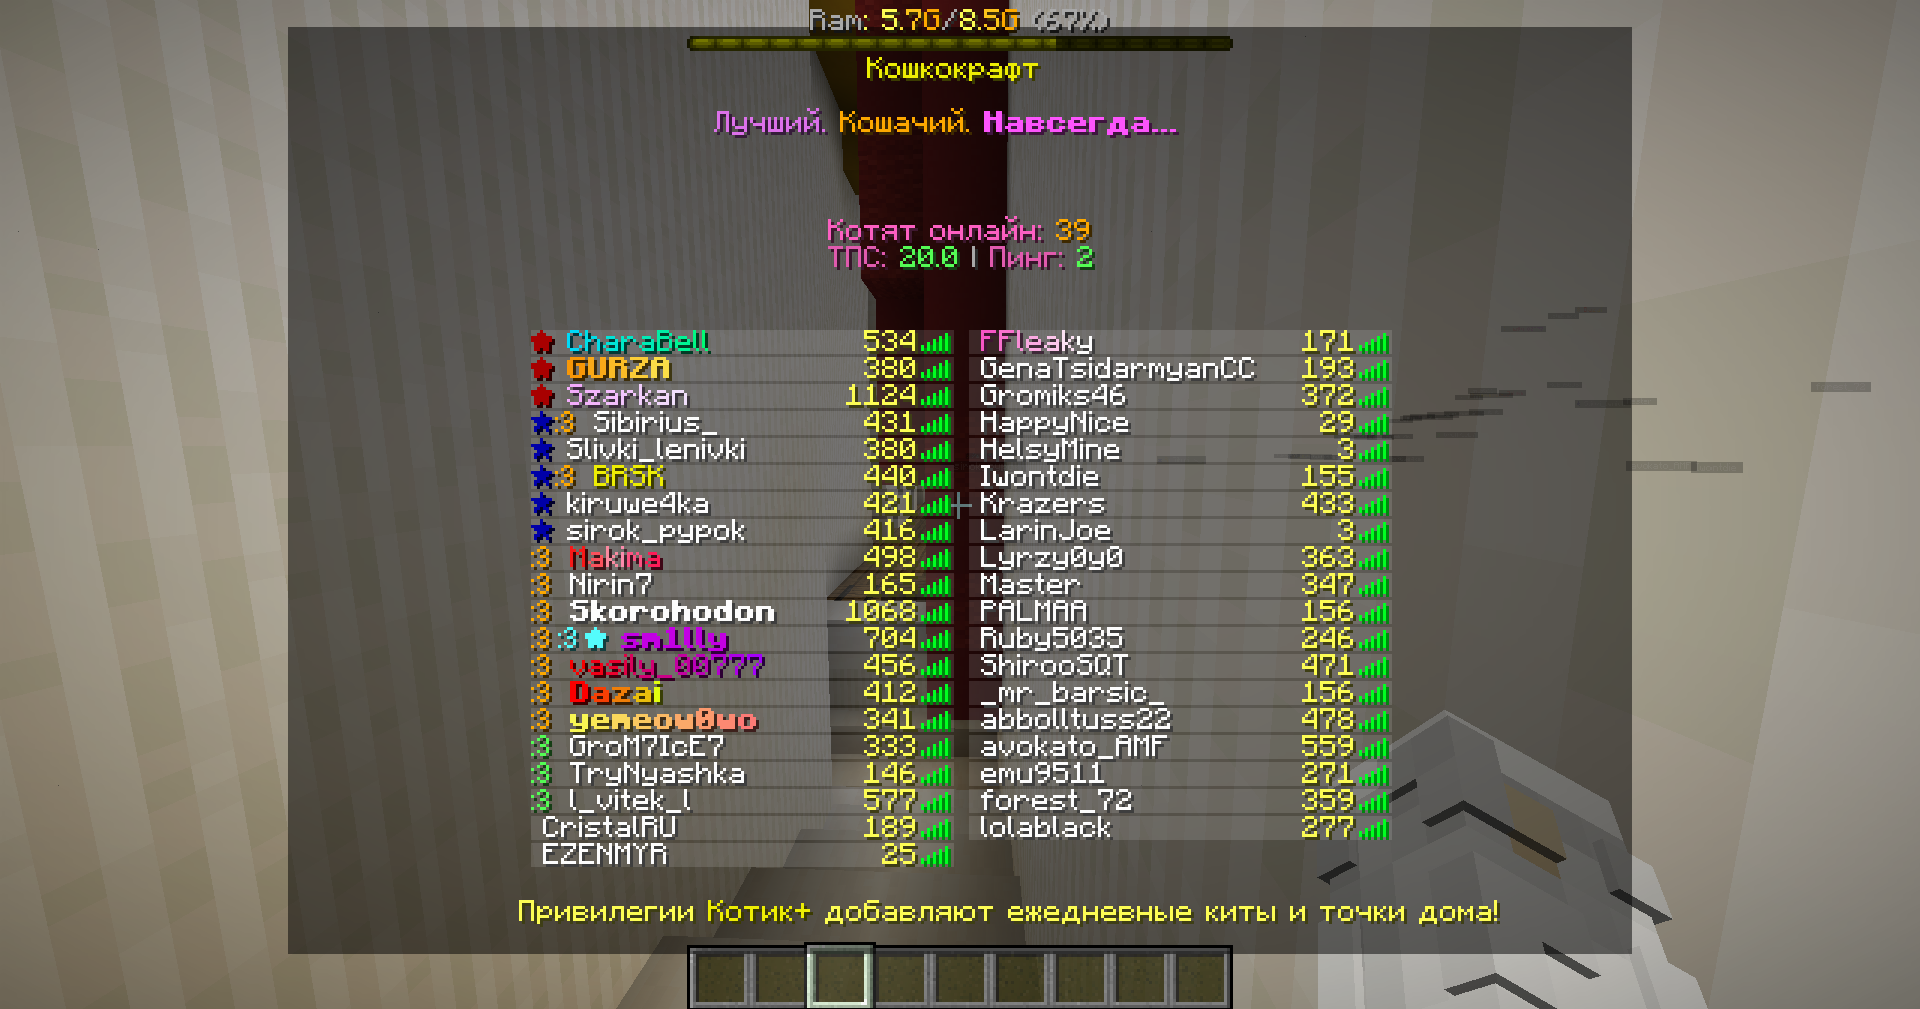 Ram: 5.7G/8.5G (67%)
Кошкокрафт
Лучший. Кошачий. Навсегда...
Котят онлайн: 39
ТПС: 20.0 | Пинг: 2
CharaBell 534
GURZA 380
Szarkan 1124
:3 Sibirius_ 431
Slivki_lenivki 380
:3 BRSK 440
kiruwe4ka 421
sirok_pypok 416
:3 Makima 498
:3 Nirin7 165
:3 Skorohodon 1068
:3 :3 sm1lly 704
:3 vasily_00777 456
:3 Dazai 412
:3 yemeow0wo 341
:3 GroM7IcE7 333
:3 TryNyashka 146
:3 l_vitek_l 577
CristalRU 189
EZENMYR 25
FFleaky 171
GenaTsidarmyanCC 193
Gromiks46 372
HappyNice 29
HelsyMine 3
Iwontdie 155
Krazers 433
LarinJoe 3
Lyrzy0y0 363
Master 347
PALMAA 156
Ruby5035 246
ShirooSQT 471
_mr_barsic_ 156
abbolltuss22 478
avokato_AMF 559
emu9511 271
forest_72 359
lolablack 277
Привилегии Котик+ добавляют ежедневные киты и точки дома!